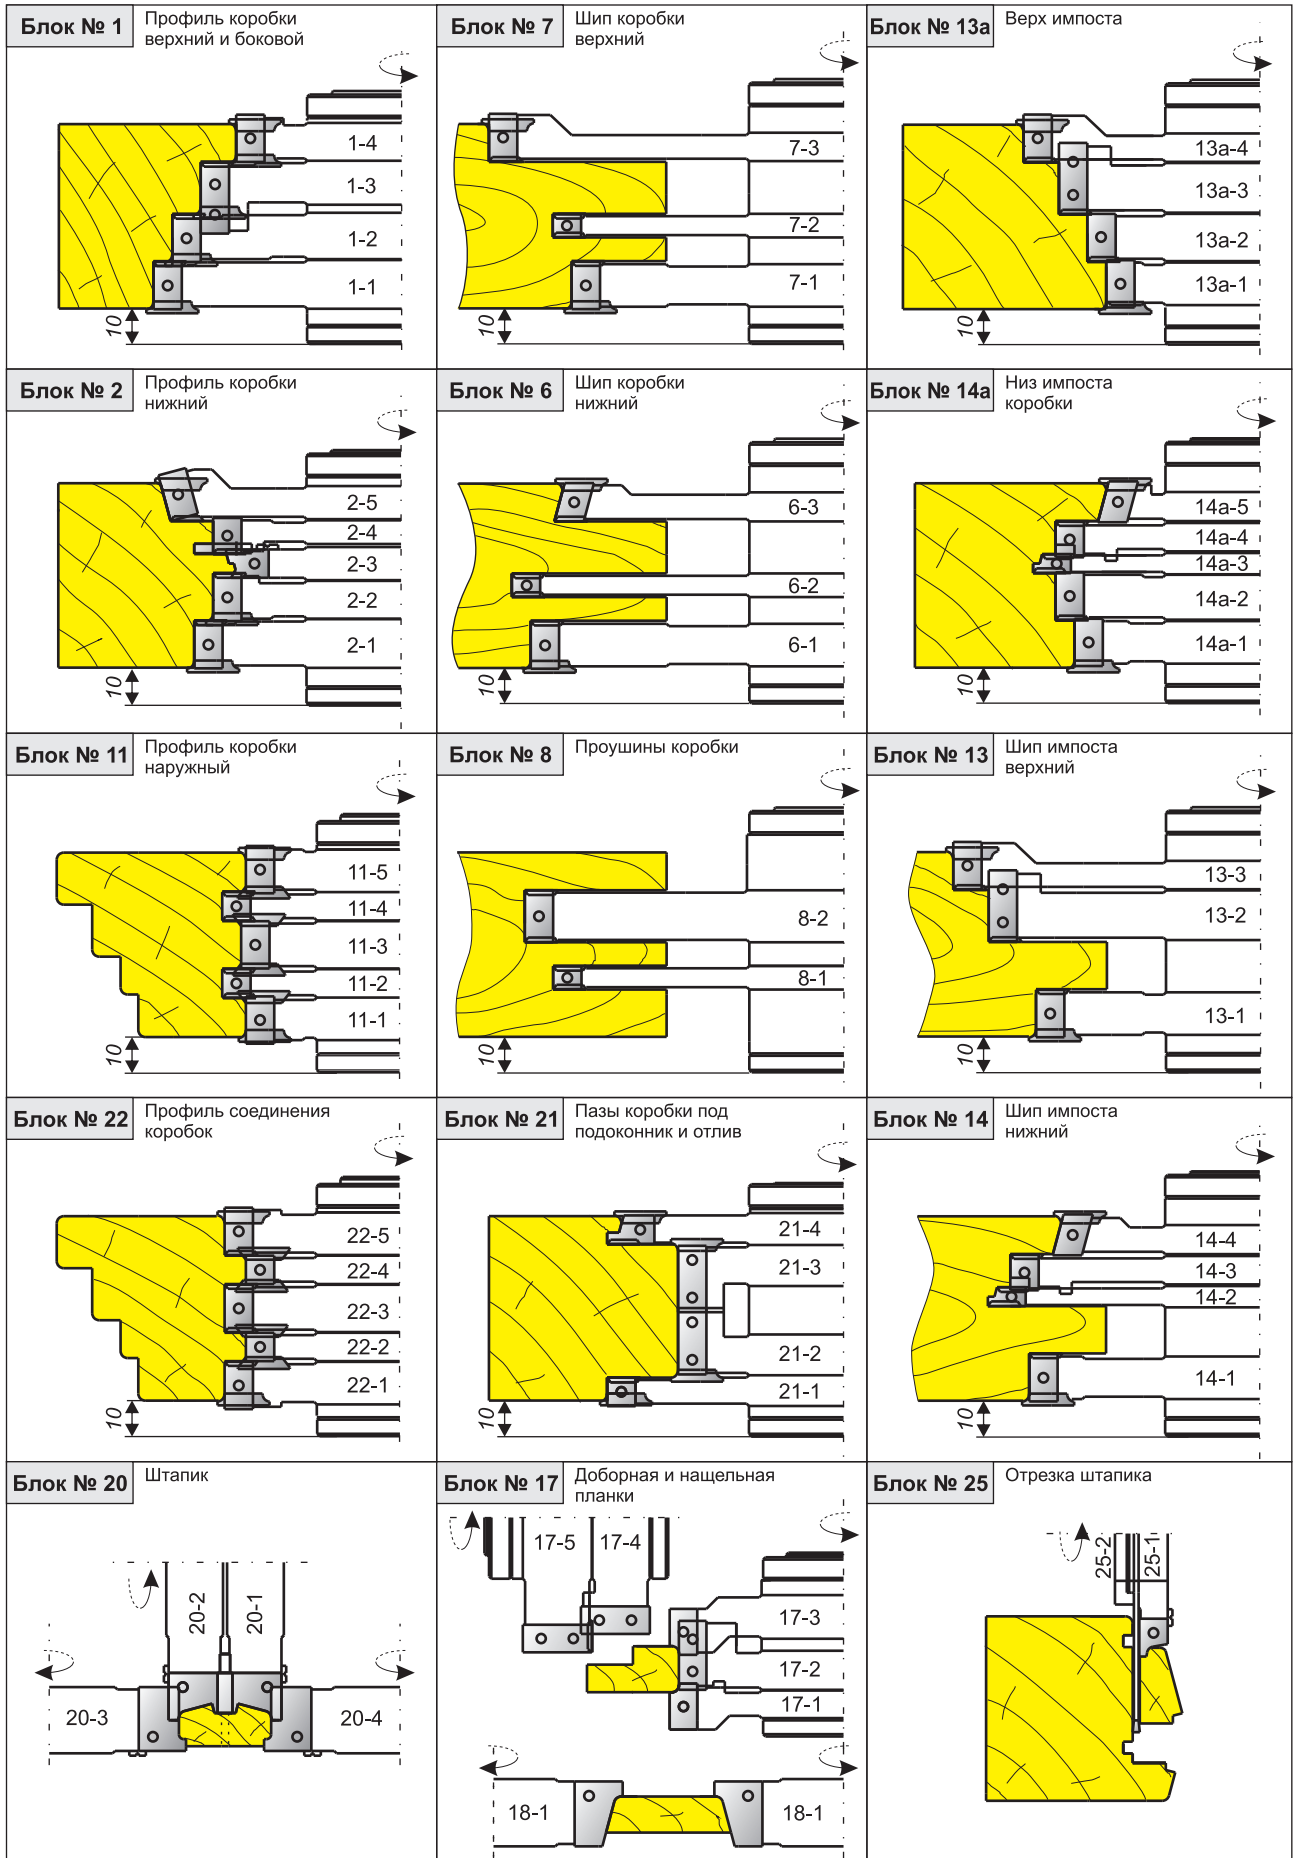 Блок № 1
Профиль коробки
верхний и боковой
1-4
1-3
1-2
1-1
10
Блок № 7
Шип коробки
верхний
7-3
7-2
7-1
10
Блок № 13а
Верх импоста
13а-4
13а-3
13а-2
13а-1
10
Блок № 2
Профиль коробки
нижний
2-5
2-4
2-3
2-2
2-1
10
Блок № 6
Шип коробки
нижний
6-3
6-2
6-1
10
Блок № 14а
Низ импоста
коробки
14а-5
14а-4
14а-3
14а-2
14а-1
10
Блок № 11
Профиль коробки
наружный
11-5
11-4
11-3
11-2
11-1
10
Блок № 8
Проушины коробки
8-2
8-1
10
Блок № 13
Шип импоста
верхний
13-3
13-2
13-1
10
Блок № 22
Профиль соединения
коробок
22-5
22-4
22-3
22-2
22-1
10
Блок № 21
Пазы коробки под
подоконник и отлив
21-4
21-3
21-2
21-1
10
Блок № 14
Шип импоста
нижний
14-4
14-3
14-2
14-1
10
Блок № 20
Штапик
20-2
20-1
20-3
20-4
Блок № 17
Доборная и нащельная
планки
17-5
17-4
17-3
17-2
17-1
18-1
18-1
Блок № 25
Отрезка штапика
25-2
25-1